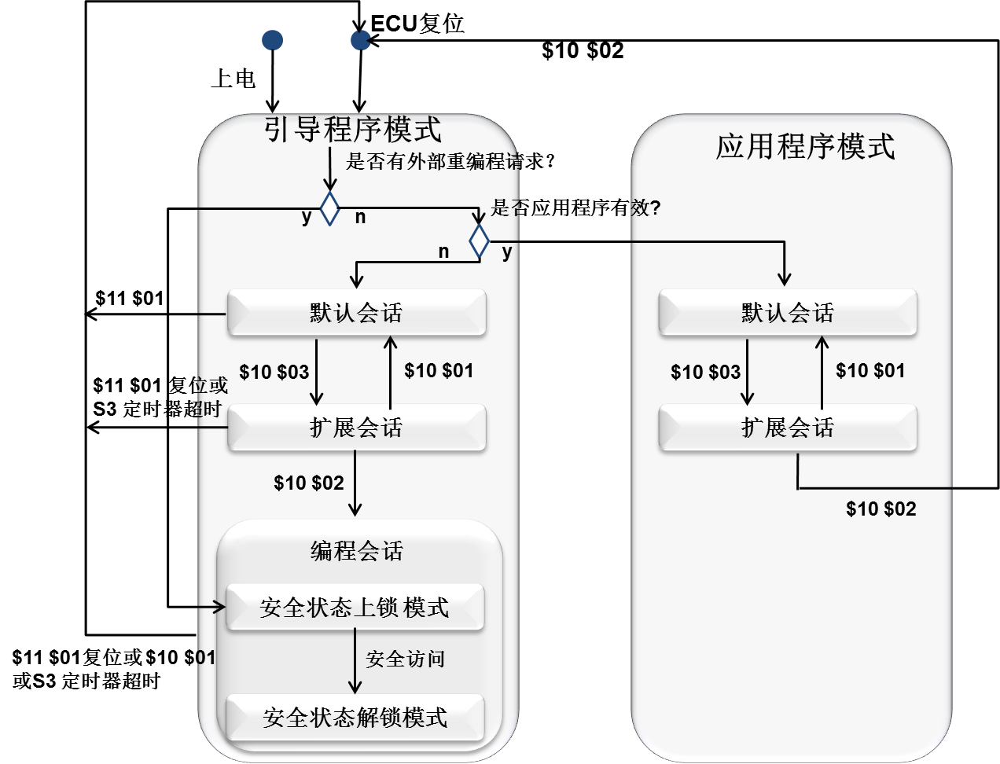 ECU复位
$10 $02
上电
引导程序模式
应用程序模式
是否有外部重编程请求？
是否应用程序有效?
y
n
n
y
$11 $01
默认会话
默认会话
$10 $03
$10 $01
$10 $03
$10 $01
$11 $01 复位或
S3 定时器超时
扩展会话
扩展会话
$10 $02
$10 $02
编程会话
安全状态上锁 模式
$11 $01复位或 $10 $01
或S3 定时器超时
安全访问
安全状态解锁模式